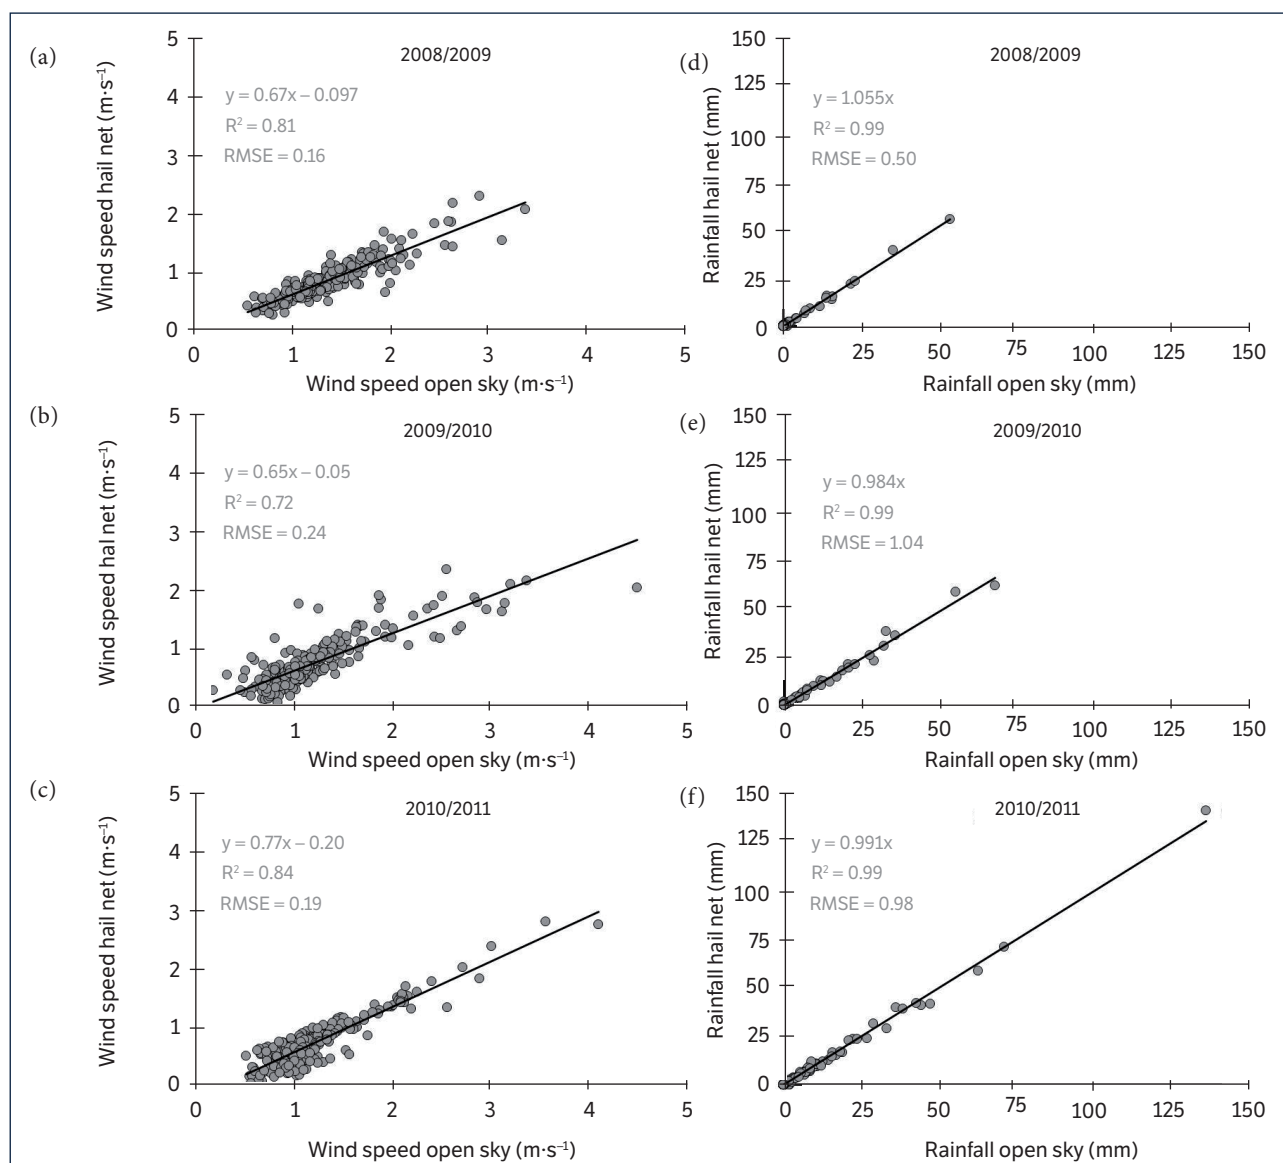 (a)
2008/2009
y = 0.67x – 0.097
R² = 0.81
RMSE = 0.16
Wind speed hail net (m·s⁻¹)
5
4
3
2
1
0
0 1 2 3 4 5
Wind speed open sky (m·s⁻¹)
(d)
2008/2009
y = 1.055x
R² = 0.99
RMSE = 0.50
Rainfall hail net (mm)
150
125
100
75
50
25
0
0 25 50 75 100 125 150
Rainfall open sky (mm)
(b)
2009/2010
y = 0.65x – 0.05
R² = 0.72
RMSE = 0.24
Wind speed hal net (m·s⁻¹)
5
4
3
2
1
0
0 1 2 3 4 5
Wind speed open sky (m·s⁻¹)
(e)
2009/2010
y = 0.984x
R² = 0.99
RMSE = 1.04
Rainfall hail net (mm)
150
125
100
75
50
25
0
0 25 50 75 100 125 150
Rainfall open sky (mm)
(c)
2010/2011
y = 0.77x – 0.20
R² = 0.84
RMSE = 0.19
Wind speed hail net (m·s⁻¹)
5
4
3
2
1
0
0 1 2 3 4 5
Wind speed open sky (m·s⁻¹)
(f)
2010/2011
y = 0.991x
R² = 0.99
RMSE = 0.98
Rainfall hail net (mm)
150
125
100
75
50
25
0
0 25 50 75 100 125 150
Rainfall open sky (mm)